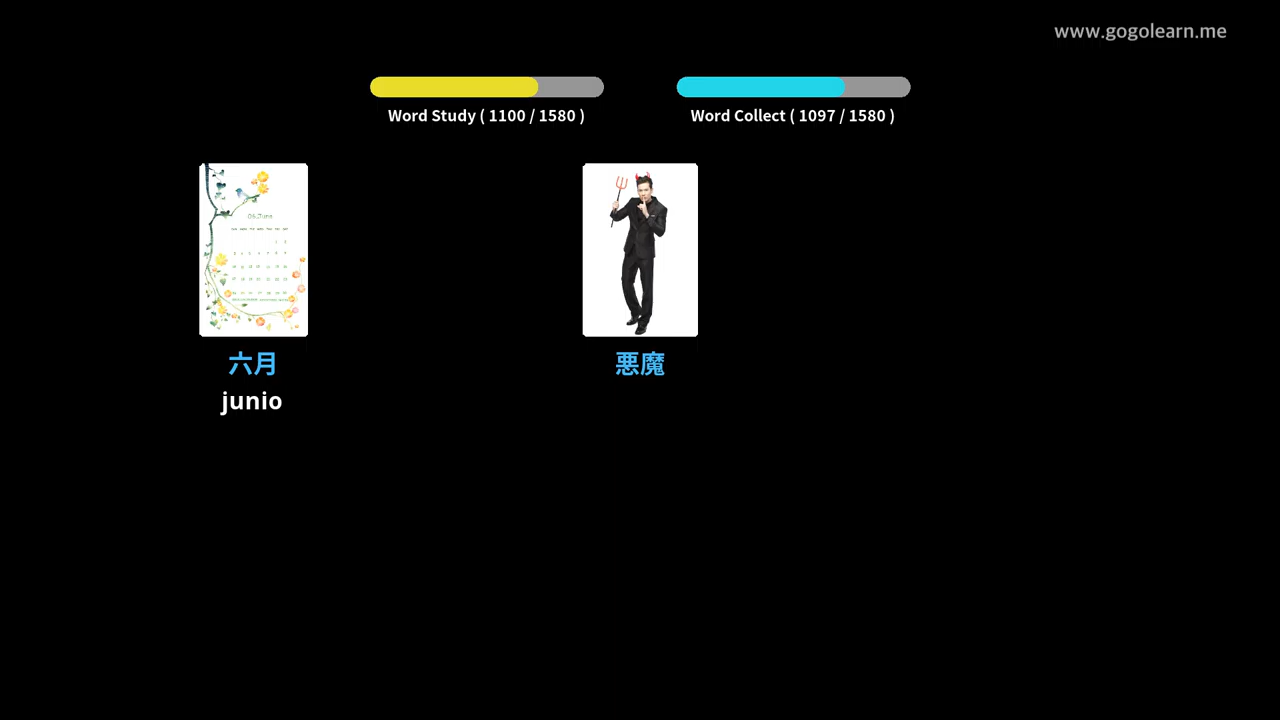 www.gogolearn.me
Word Study ( 1100 / 1580 )
Word Collect ( 1097 / 1580 )
六月
junio
悪魔